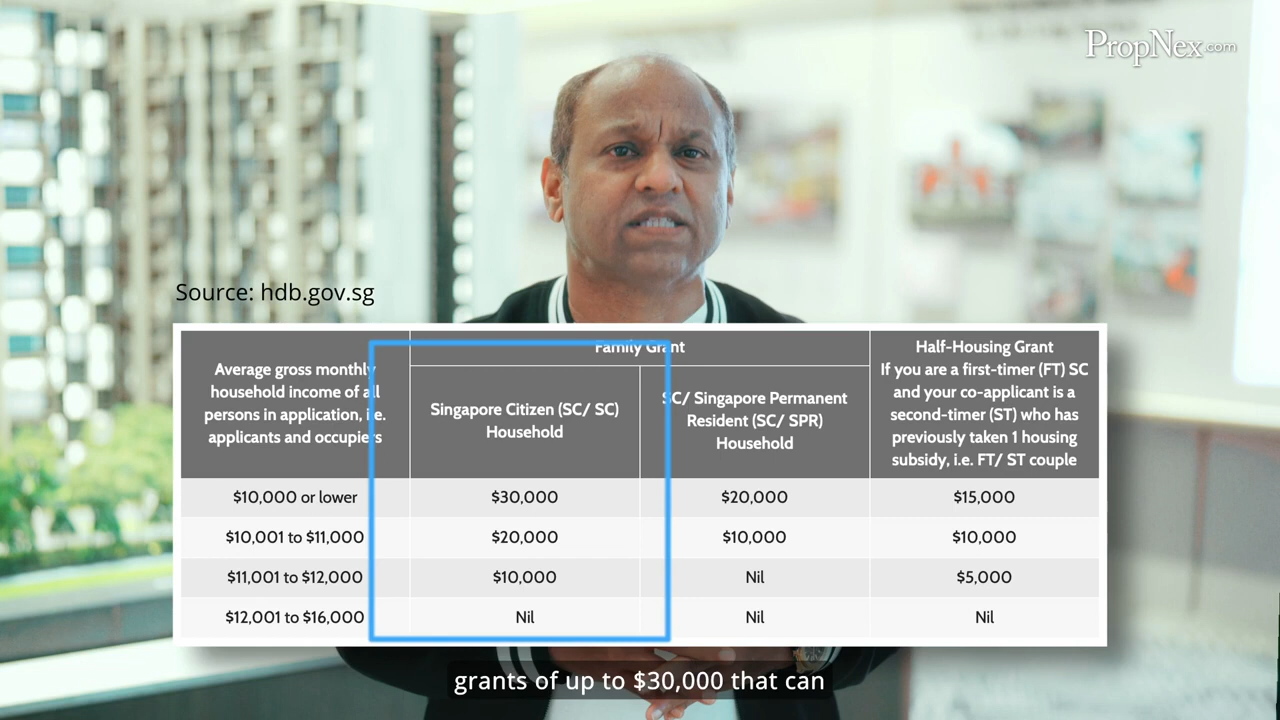 PropNex.com
Source: hdb.gov.sg
Average gross monthly
household income of all
persons in application, i.e.
applicants and occupiers
Family Grant
Singapore Citizen (SC/ SC)
Household
SC/ Singapore Permanent
Resident (SC/ SPR)
Household
Half-Housing Grant
If you are a first-timer (FT) SC
and your co-applicant is a
second-timer (ST) who has
previously taken 1 housing
subsidy, i.e. FT/ ST couple
$10,000 or lower $30,000 $20,000 $15,000
$10,001 to $11,000 $20,000 $10,000 $10,000
$11,001 to $12,000 $10,000 Nil $5,000
$12,001 to $16,000 Nil Nil Nil
grants of up to $30,000 that can